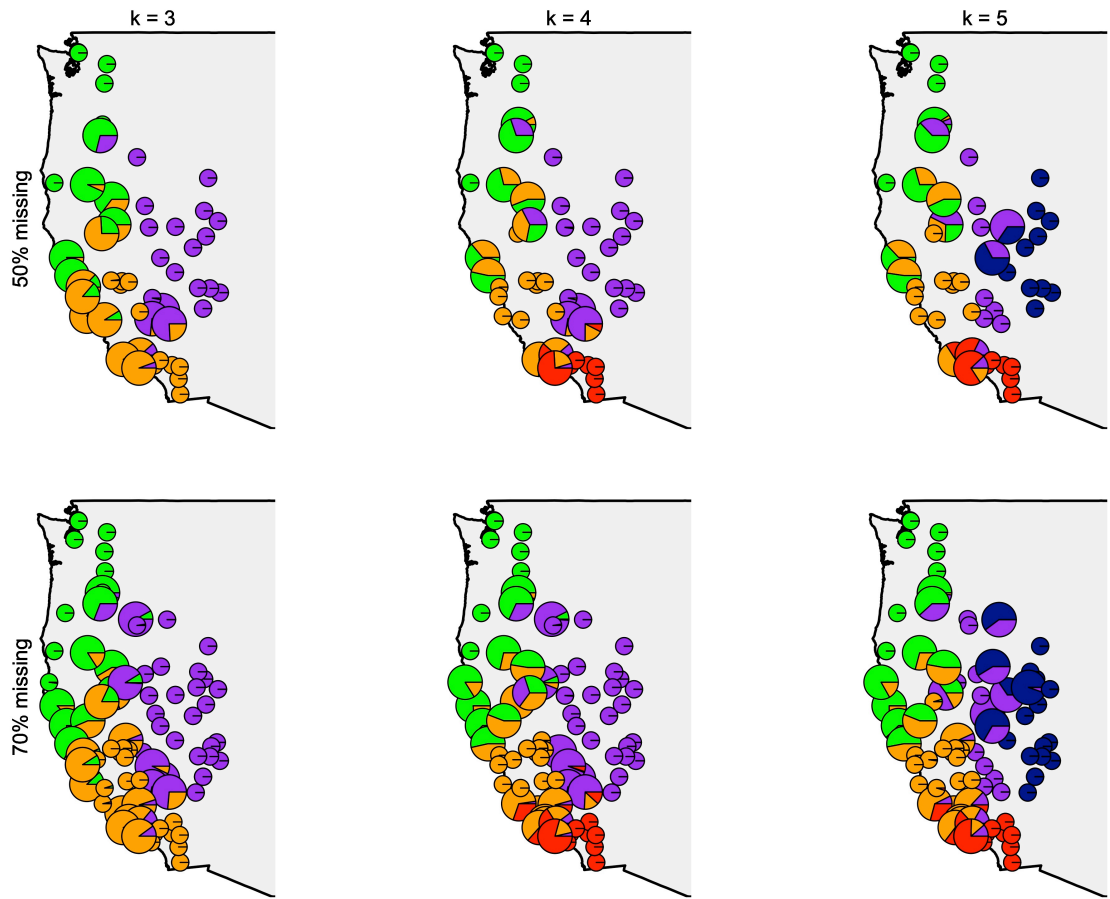 k = 3
k = 4
k = 5
50% missing
70% missing